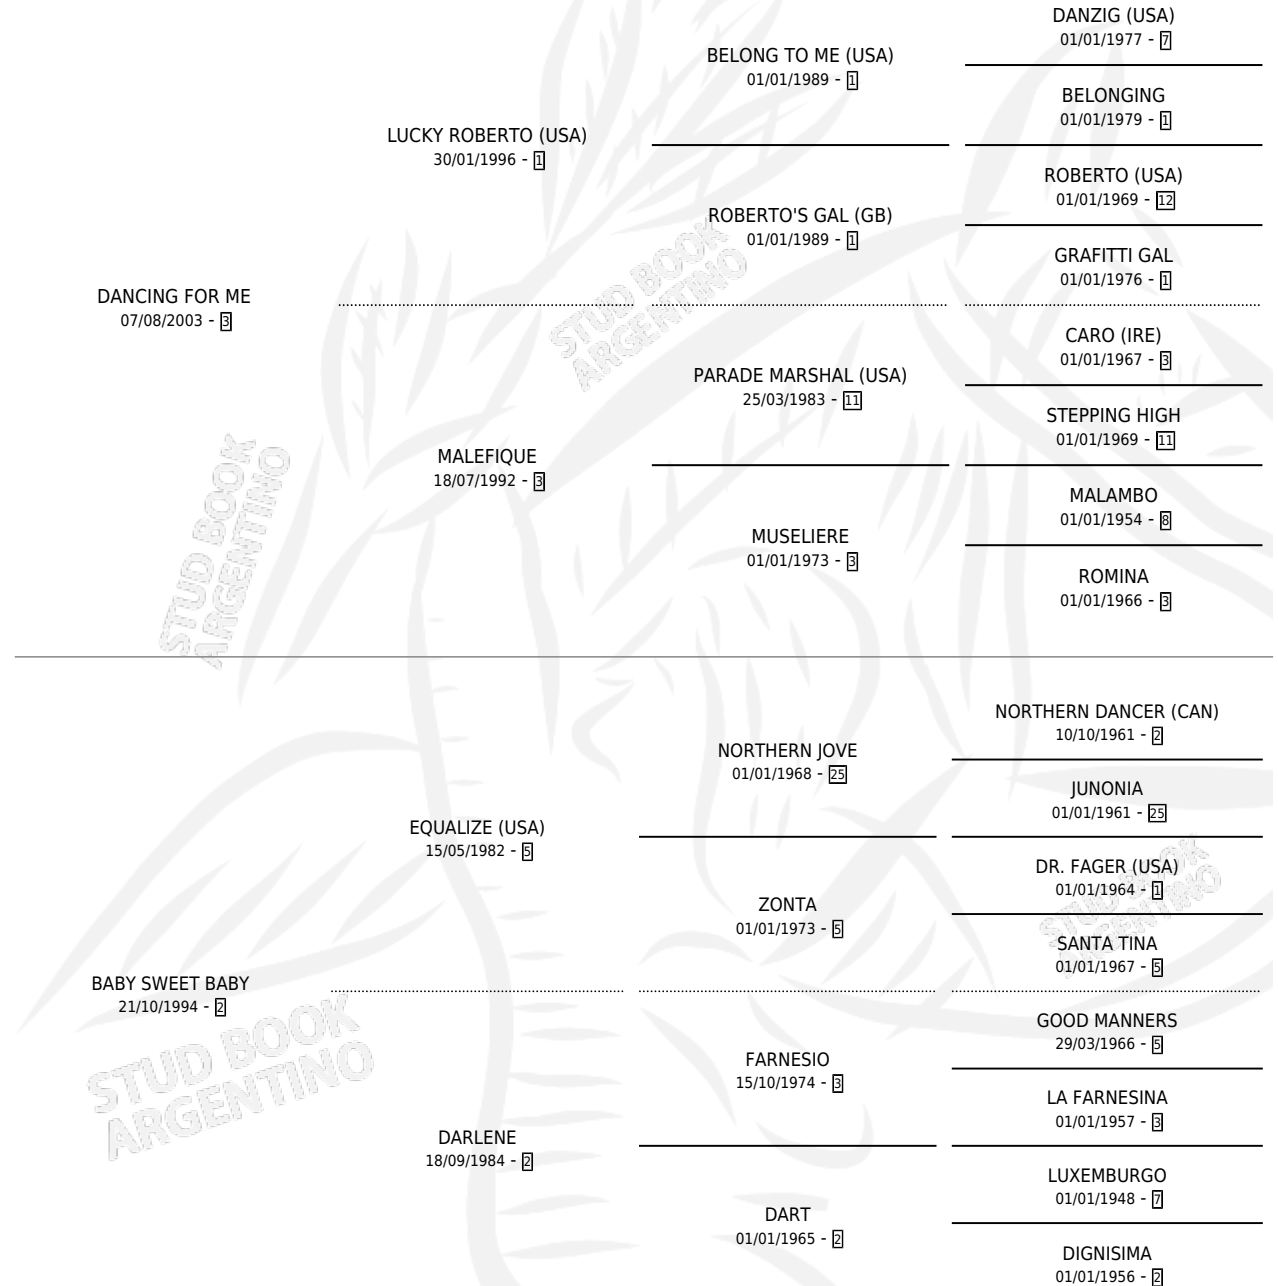 DANZIG (USA)
01/01/1977 - 7
BELONG TO ME (USA)
01/01/1989 - 1
BELONGING
01/01/1979 - 1
LUCKY ROBERTO (USA)
30/01/1996 - 1
ROBERTO (USA)
01/01/1969 - 12
ROBERTO'S GAL (GB)
01/01/1989 - 1
GRAFITTI GAL
01/01/1976 - 1
DANCING FOR ME
07/08/2003 - 3
CARO (IRE)
01/01/1967 - 3
PARADE MARSHAL (USA)
25/03/1983 - 11
STEPPING HIGH
01/01/1969 - 11
MALEFIQUE
18/07/1992 - 3
MALAMBO
01/01/1954 - 8
MUSELIERE
01/01/1973 - 3
ROMINA
01/01/1966 - 3
NORTHERN DANCER (CAN)
10/10/1961 - 2
NORTHERN JOVE
01/01/1968 - 25
JUNONIA
01/01/1961 - 25
EQUALIZE (USA)
15/05/1982 - 5
DR. FAGER (USA)
01/01/1964 - 1
ZONTA
01/01/1973 - 5
SANTA TINA
01/01/1967 - 5
BABY SWEET BABY
21/10/1994 - 2
GOOD MANNERS
29/03/1966 - 5
FARNESIO
15/10/1974 - 3
LA FARNESINA
01/01/1957 - 3
DARLENE
18/09/1984 - 2
LUXEMBURGO
01/01/1948 - 7
DART
01/01/1965 - 2
DIGNISIMA
01/01/1956 - 2
STUD BOOK
ARGENTINO
STUD BOOK
ARGENTINO
STUD BOOK
ARGENTINO
STUD BOOK
ARGENTINO